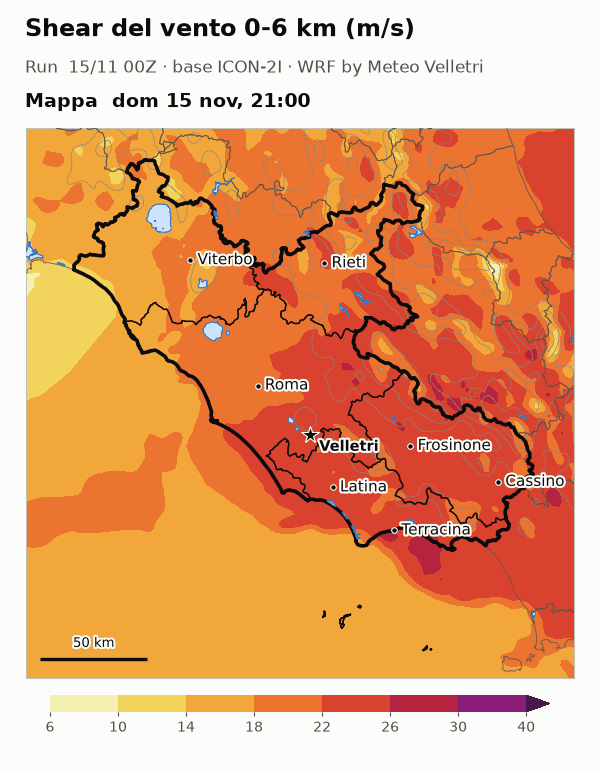 Shear del vento 0-6 km (m/s)
Run  15/11 00Z · base ICON-2I · WRF by Meteo Velletri
Mappa  dom 15 nov, 21:00
Viterbo
Rieti
Roma
Velletri
Frosinone
Latina
Cassino
Terracina
50 km
6 10 14 18 22 26 30 40